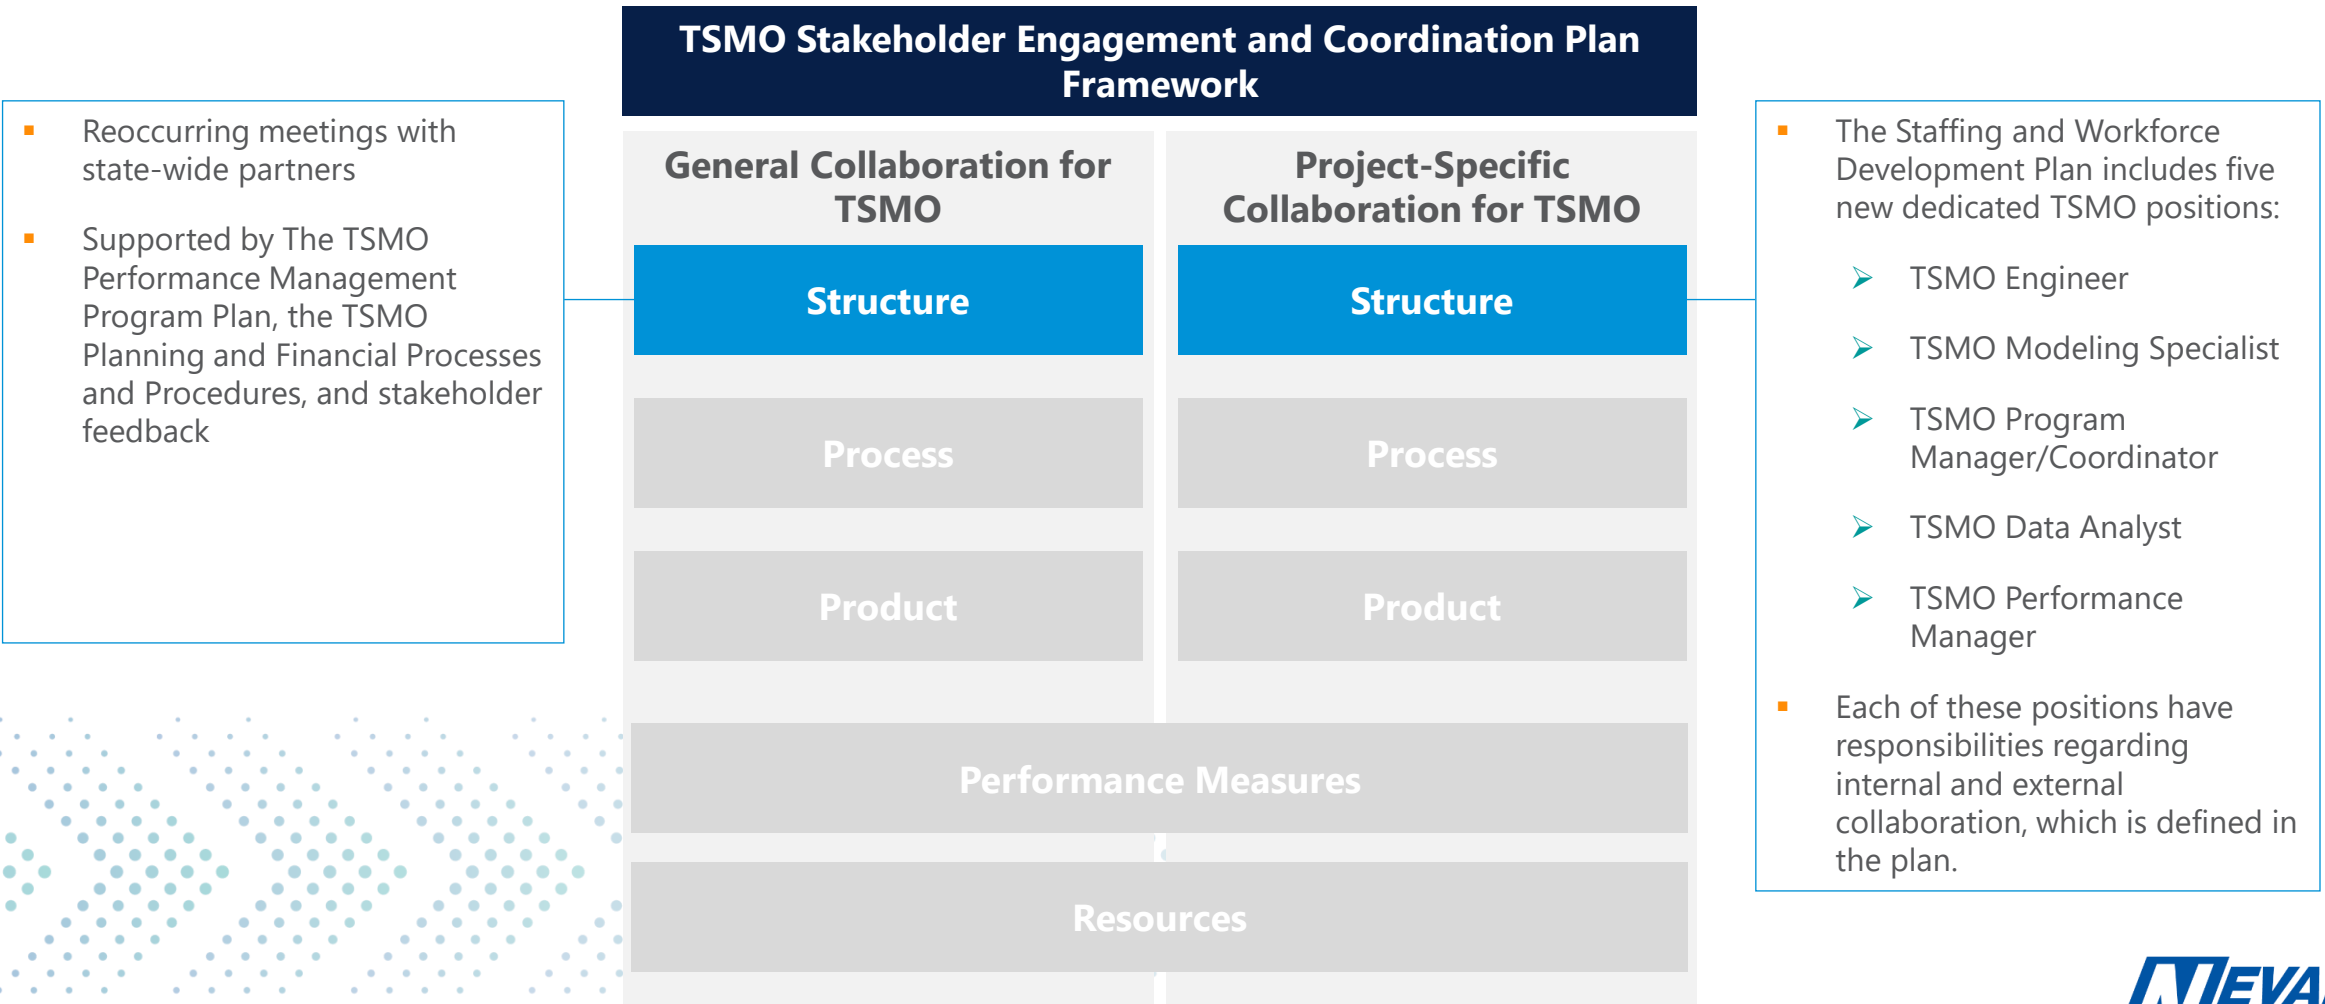 TSMO Stakeholder Engagement and Coordination Plan
Framework
Reoccurring meetings with
state-wide partners
Supported by The TSMO
Performance Management
Program Plan, the TSMO
Planning and Financial Processes
and Procedures, and stakeholder
feedback
General Collaboration for
TSMO
Structure
Process
Product
Project-Specific
Collaboration for TSMO
Structure
Process
Product
Performance Measures
Resources
The Staffing and Workforce
Development Plan includes five
new dedicated TSMO positions:
TSMO Engineer
TSMO Modeling Specialist
TSMO Program
Manager/Coordinator
TSMO Data Analyst
TSMO Performance
Manager
Each of these positions have
responsibilities regarding
internal and external
collaboration, which is defined in
the plan.